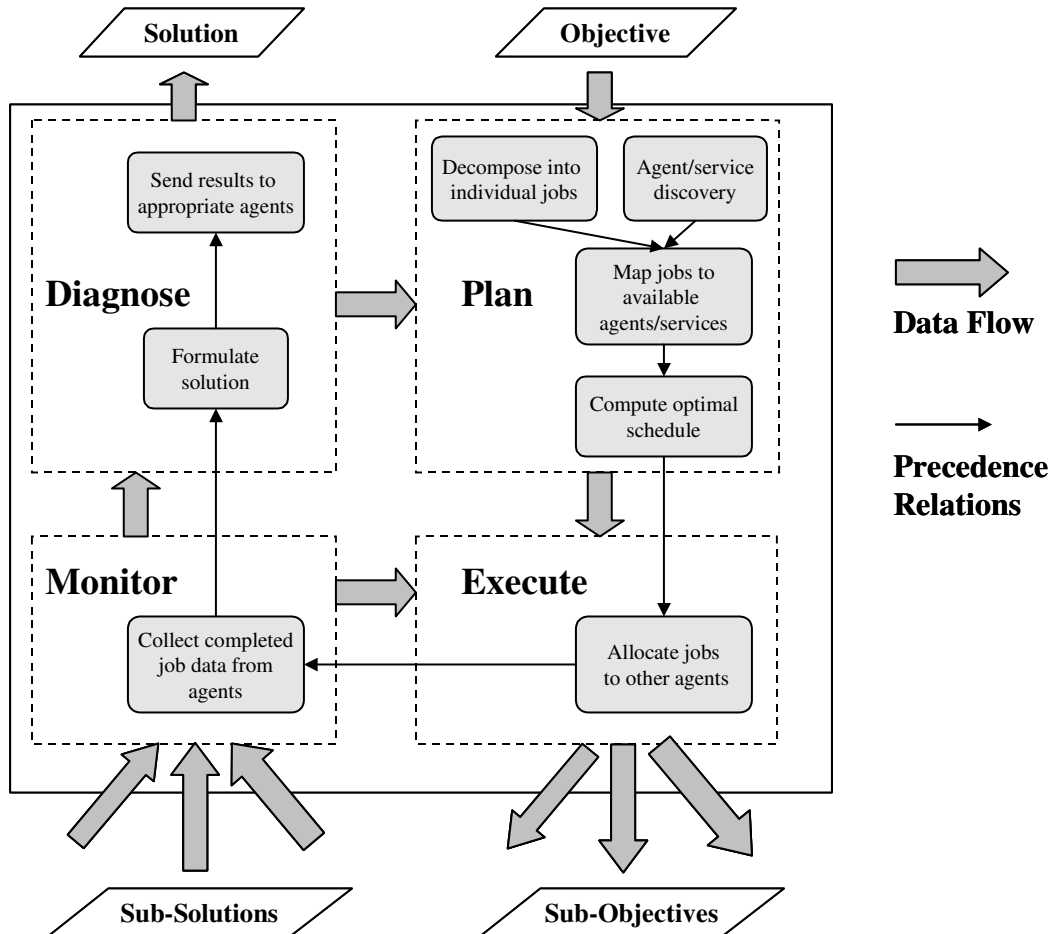 Solution
Objective
Send results to
appropriate agents
Decompose into
individual jobs
Agent/service
discovery
Diagnose
Plan
Map jobs to
available
agents/services
Formulate
solution
Compute optimal
schedule
Data Flow
Precedence
Relations
Monitor
Execute
Collect completed
job data from
agents
Allocate jobs
to other agents
Sub-Solutions
Sub-Objectives